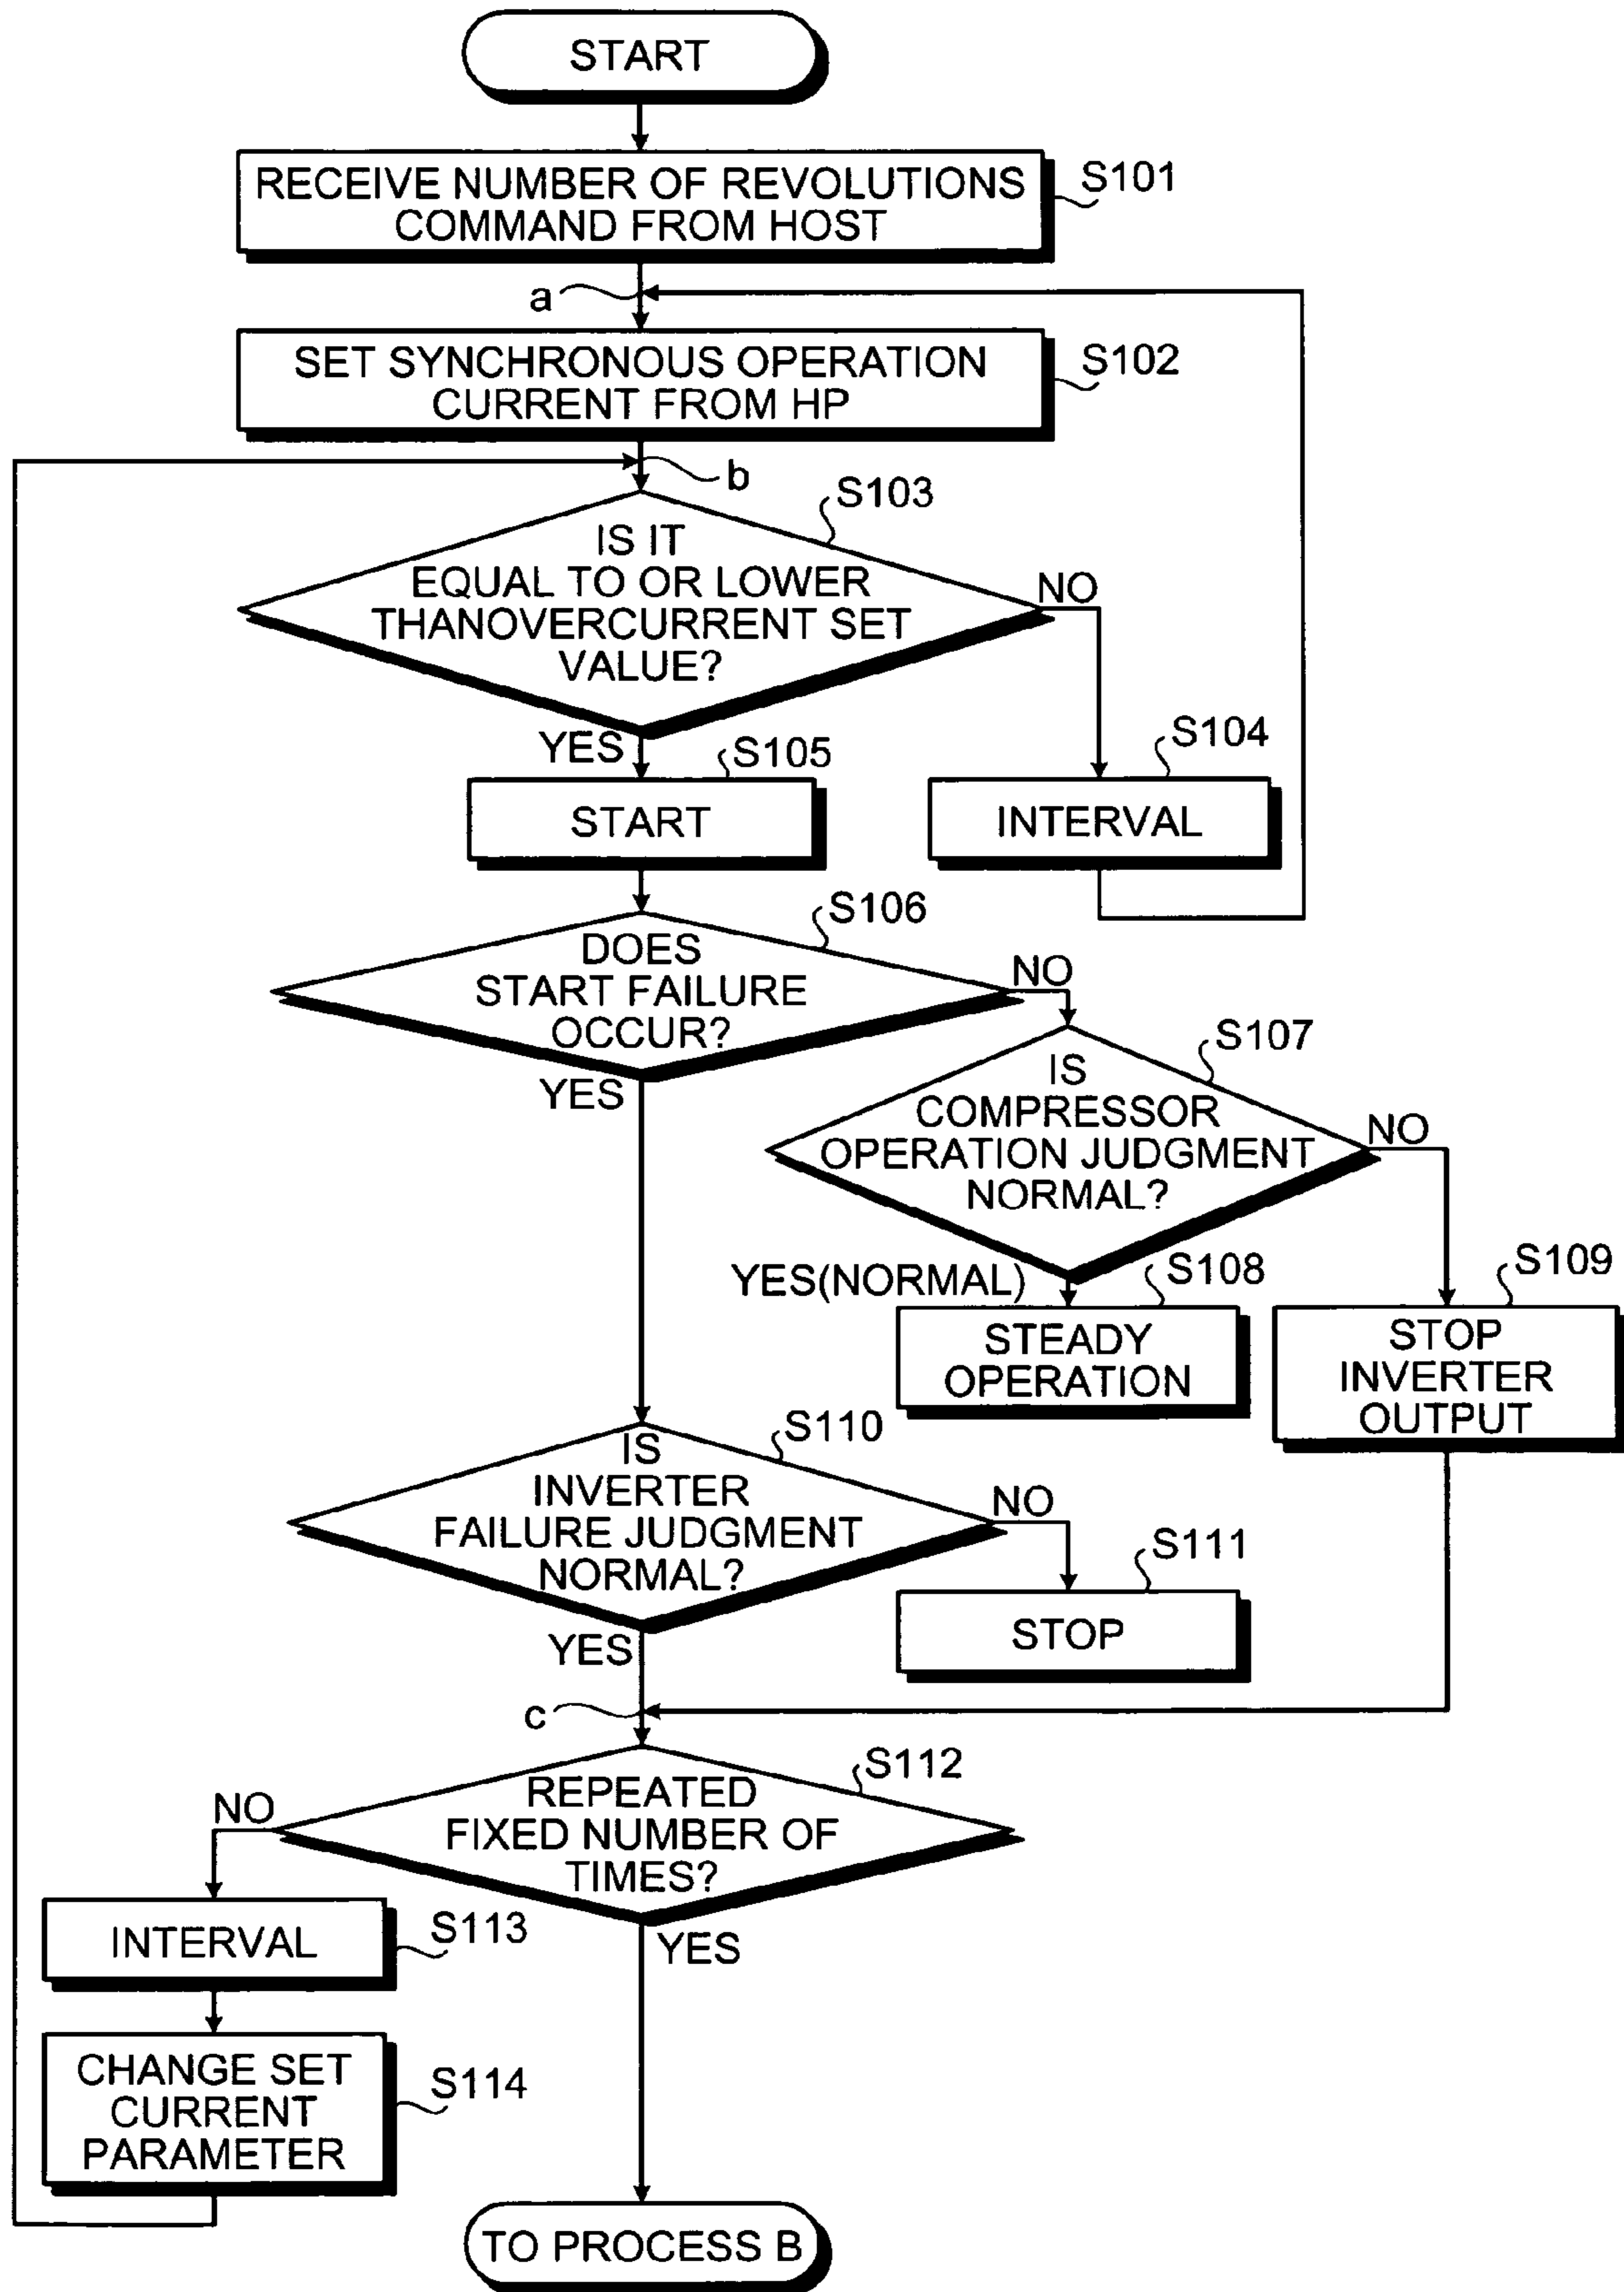 START
RECEIVE NUMBER OF REVOLUTIONS
COMMAND FROM HOST
S101
a
SET SYNCHRONOUS OPERATION
CURRENT FROM HP
S102
b
S103
IS IT
EQUAL TO OR LOWER
THANOVERCURRENT SET
VALUE?
NO
YES
S104
INTERVAL
S105
START
S106
DOES
START FAILURE
OCCUR?
NO
YES
S107
IS
COMPRESSOR
OPERATION JUDGMENT
NORMAL?
NO
YES(NORMAL)
S108
STEADY
OPERATION
S109
STOP
INVERTER
OUTPUT
S110
IS
INVERTER
FAILURE JUDGMENT
NORMAL?
NO
YES
S111
STOP
c
S112
REPEATED
FIXED NUMBER OF
TIMES?
NO
YES
INTERVAL
S113
CHANGE SET
CURRENT
PARAMETER
S114
TO PROCESS B